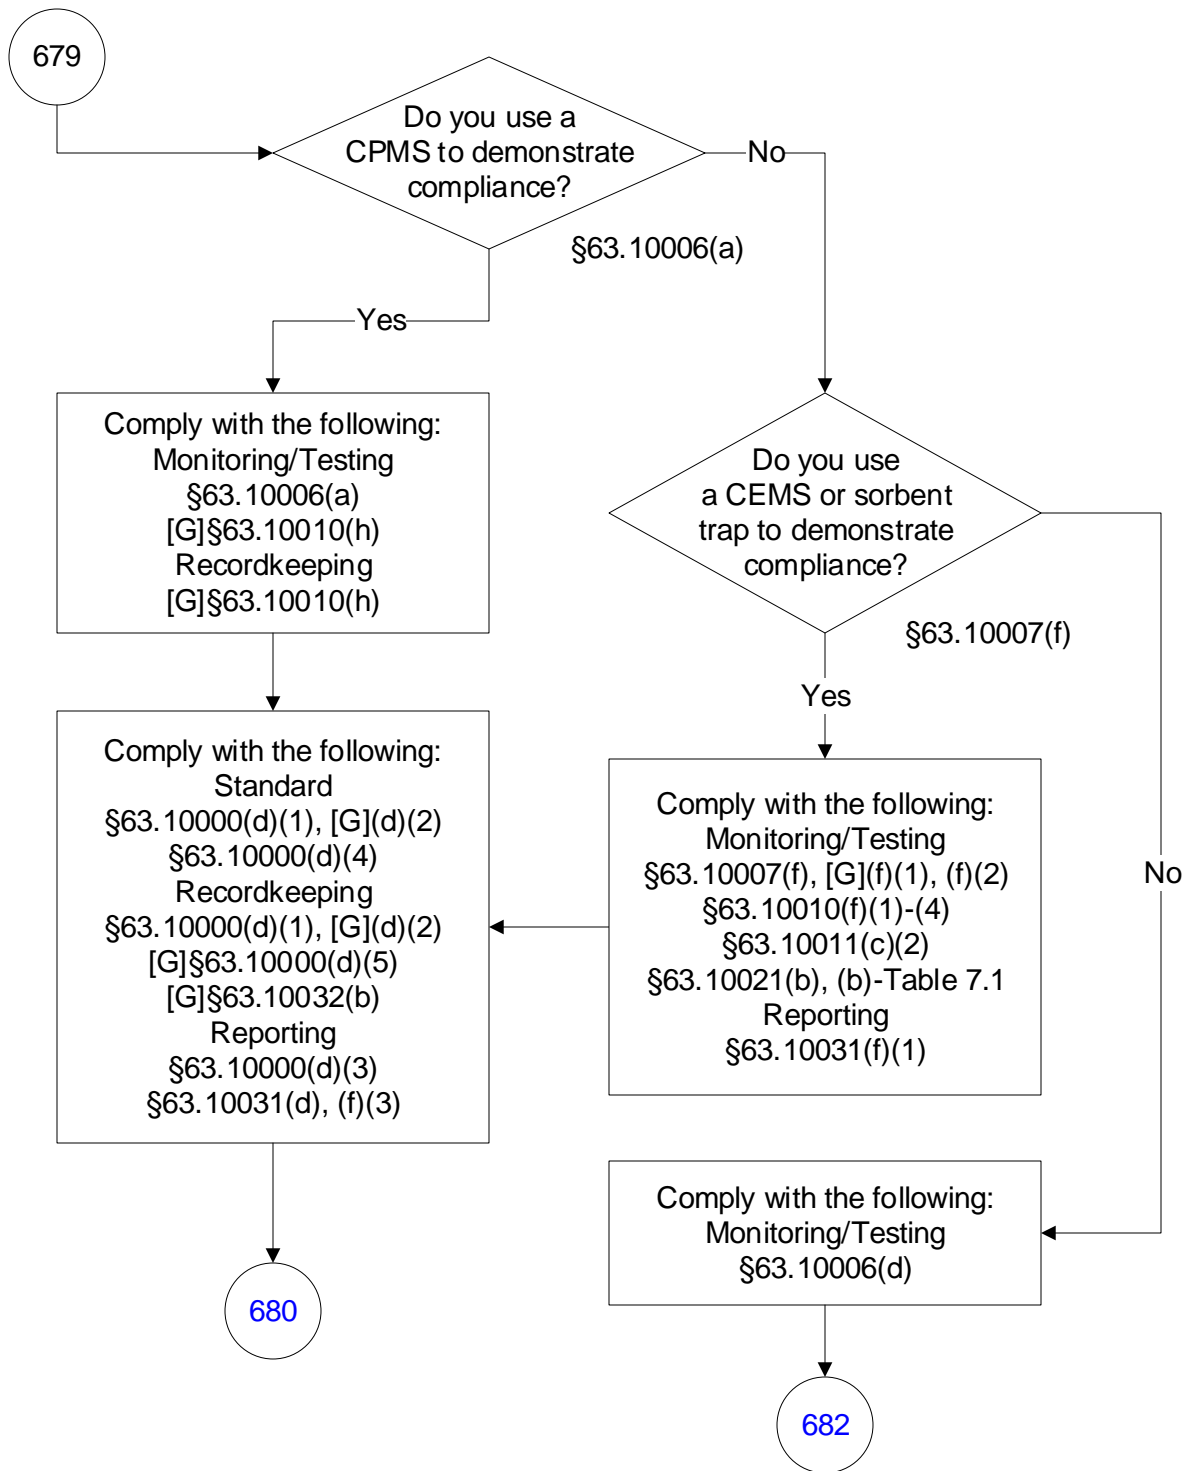 679
Do you use a
CPMS to demonstrate
compliance?
No
§63.10006(a)
Yes
Comply with the following:
Monitoring/Testing
§63.10006(a)
[G]§63.10010(h)
Recordkeeping
[G]§63.10010(h)
Do you use
a CEMS or sorbent
trap to demonstrate
compliance?
§63.10007(f)
Yes
No
Comply with the following:
Standard
§63.10000(d)(1), [G](d)(2)
§63.10000(d)(4)
Recordkeeping
§63.10000(d)(1), [G](d)(2)
[G]§63.10000(d)(5)
[G]§63.10032(b)
Reporting
§63.10000(d)(3)
§63.10031(d), (f)(3)
Comply with the following:
Monitoring/Testing
§63.10007(f), [G](f)(1), (f)(2)
§63.10010(f)(1)-(4)
§63.10011(c)(2)
§63.10021(b), (b)-Table 7.1
Reporting
§63.10031(f)(1)
Comply with the following:
Monitoring/Testing
§63.10006(d)
680
682